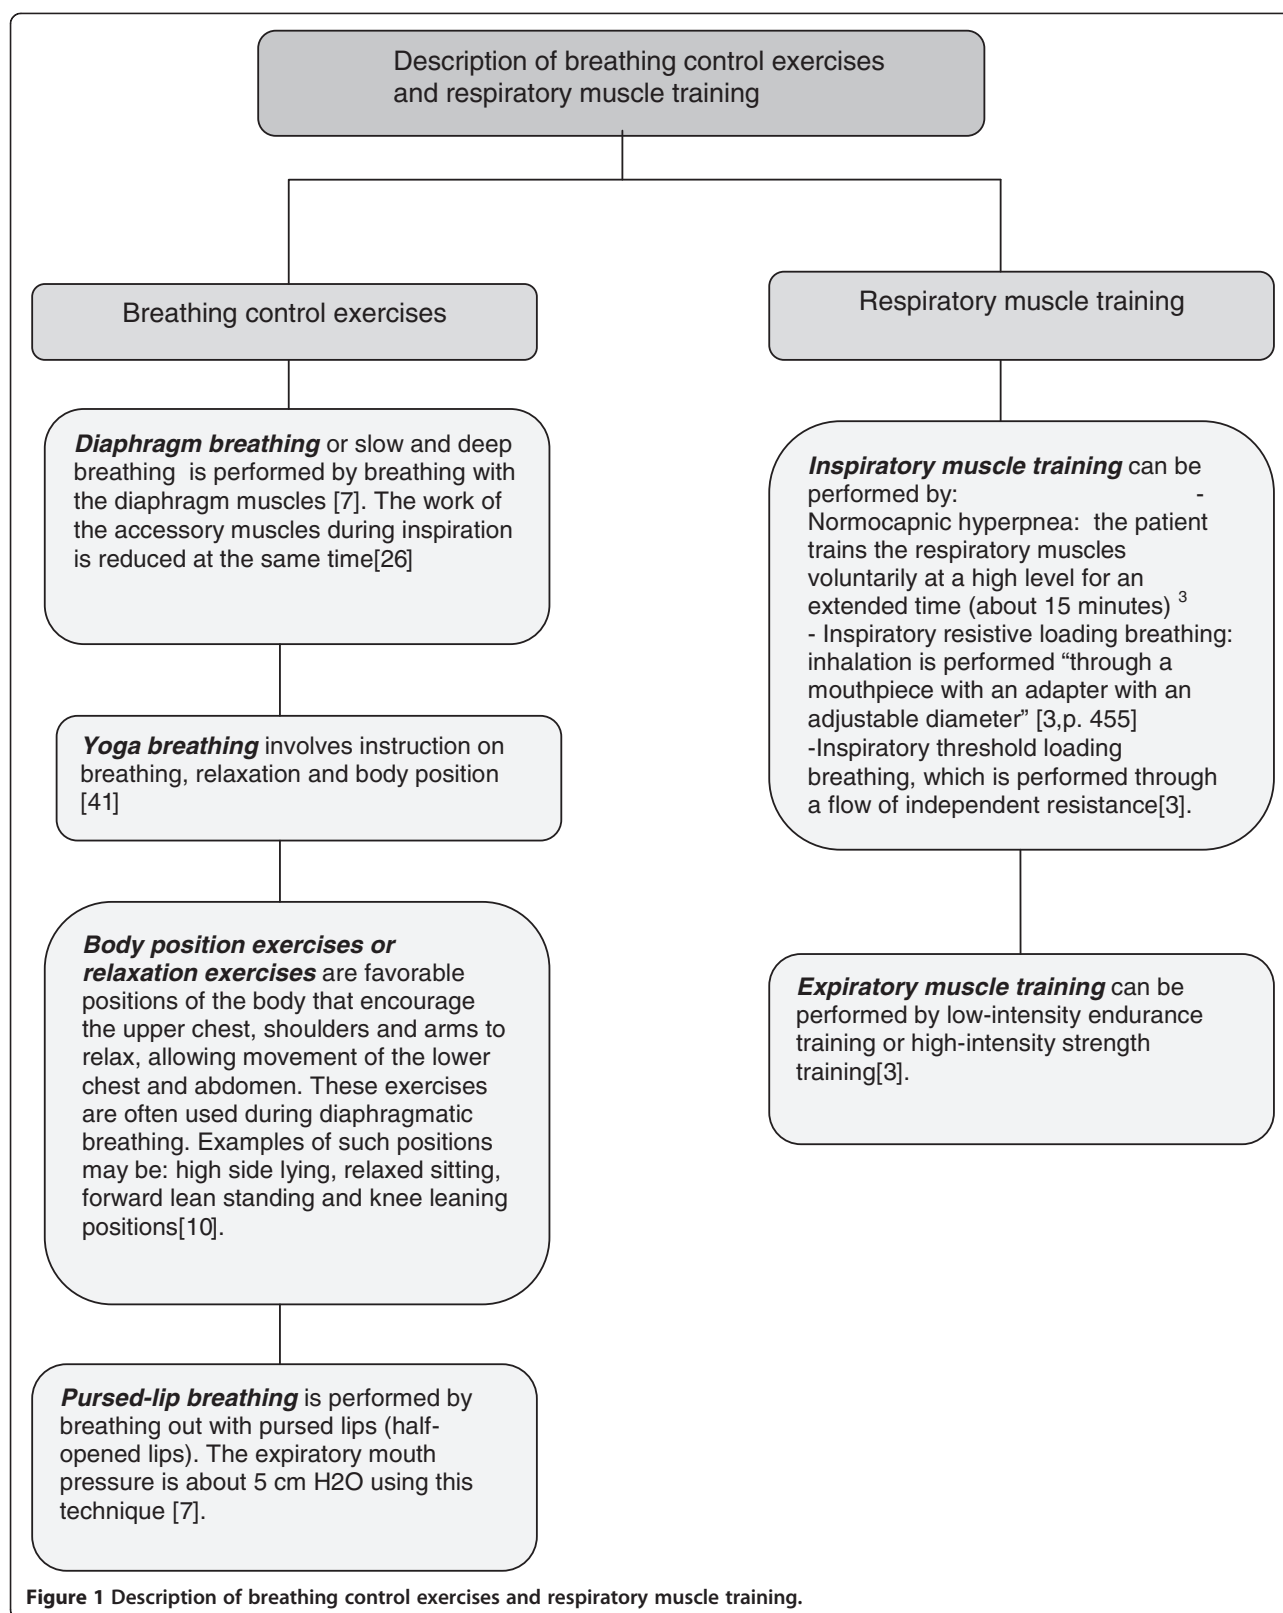 Description of breathing control exercises
and respiratory muscle training
Breathing control exercises
Diaphragm breathing or slow and deep
breathing  is performed by breathing with
the diaphragm muscles [7]. The work of
the accessory muscles during inspiration
is reduced at the same time[26]
Yoga breathing involves instruction on
breathing, relaxation and body position
[41]
Body position exercises or
relaxation exercises are favorable
positions of the body that encourage
the upper chest, shoulders and arms to
relax, allowing movement of the lower
chest and abdomen. These exercises
are often used during diaphragmatic
breathing. Examples of such positions
may be: high side lying, relaxed sitting,
forward lean standing and knee leaning
positions[10].
Pursed-lip breathing is performed by
breathing out with pursed lips (half-
opened lips). The expiratory mouth
pressure is about 5 cm H2O using this
technique [7].
Respiratory muscle training
Inspiratory muscle training can be
performed by: -
Normocapnic hyperpnea:  the patient
trains the respiratory muscles
voluntarily at a high level for an
extended time (about 15 minutes) 3
- Inspiratory resistive loading breathing:
inhalation is performed “through a
mouthpiece with an adapter with an
adjustable diameter” [3,p. 455]
-Inspiratory threshold loading
breathing, which is performed through
a flow of independent resistance[3].
Expiratory muscle training can be
performed by low-intensity endurance
training or high-intensity strength
training[3].
Figure 1 Description of breathing control exercises and respiratory muscle training.